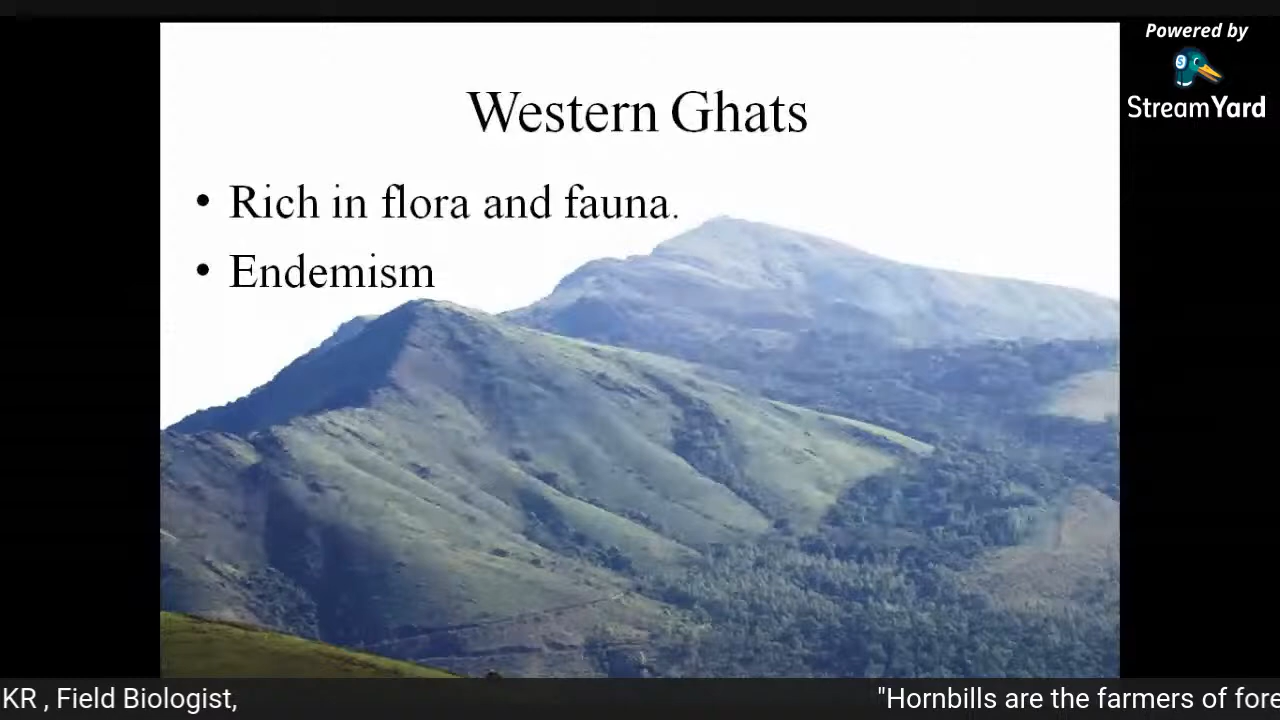 Powered by
StreamYard
Western Ghats
• Rich in flora and fauna.
• Endemism
KR , Field Biologist,
"Hornbills are the farmers of fore